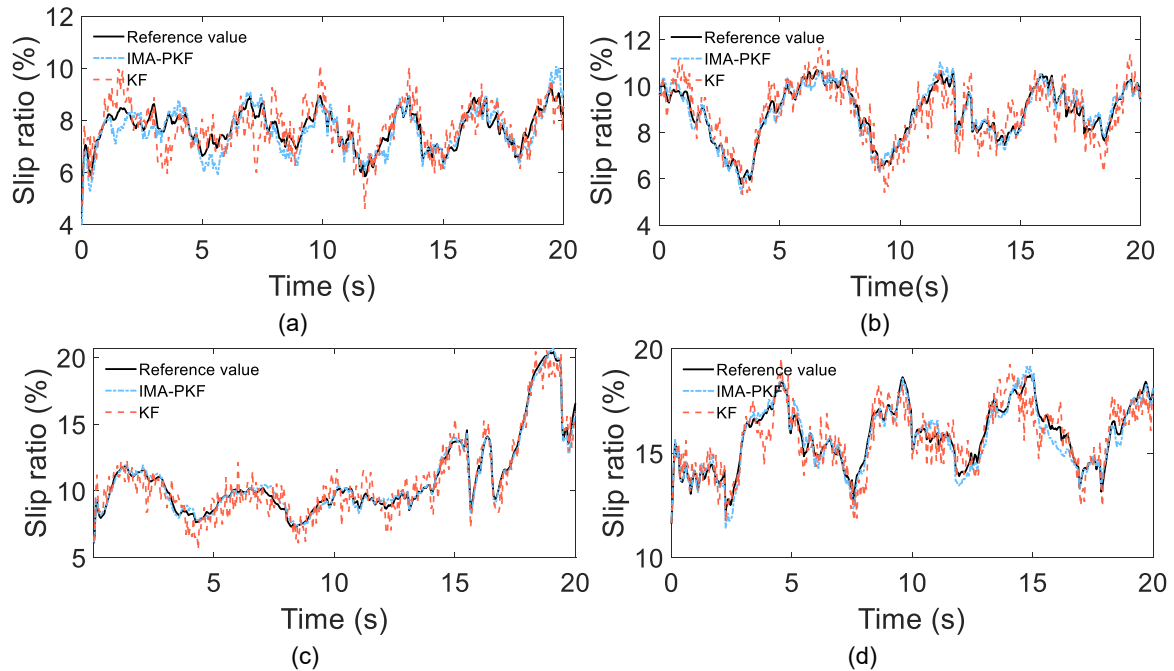 12
10
8
6
4
Slip ratio (%)
Reference value
IMA-PKF
KF
0
5
10
15
20
Time (s)
(a)
12
10
8
6
4
Slip ratio (%)
Reference value
IMA-PKF
KF
0
5
10
15
20
Time(s)
(b)
20
15
10
5
Slip ratio (%)
Reference value
IMA-PKF
KF
5
10
15
20
Time (s)
(c)
20
15
10
Slip ratio (%)
Reference value
IMA-PKF
KF
0
5
10
15
20
Time (s)
(d)